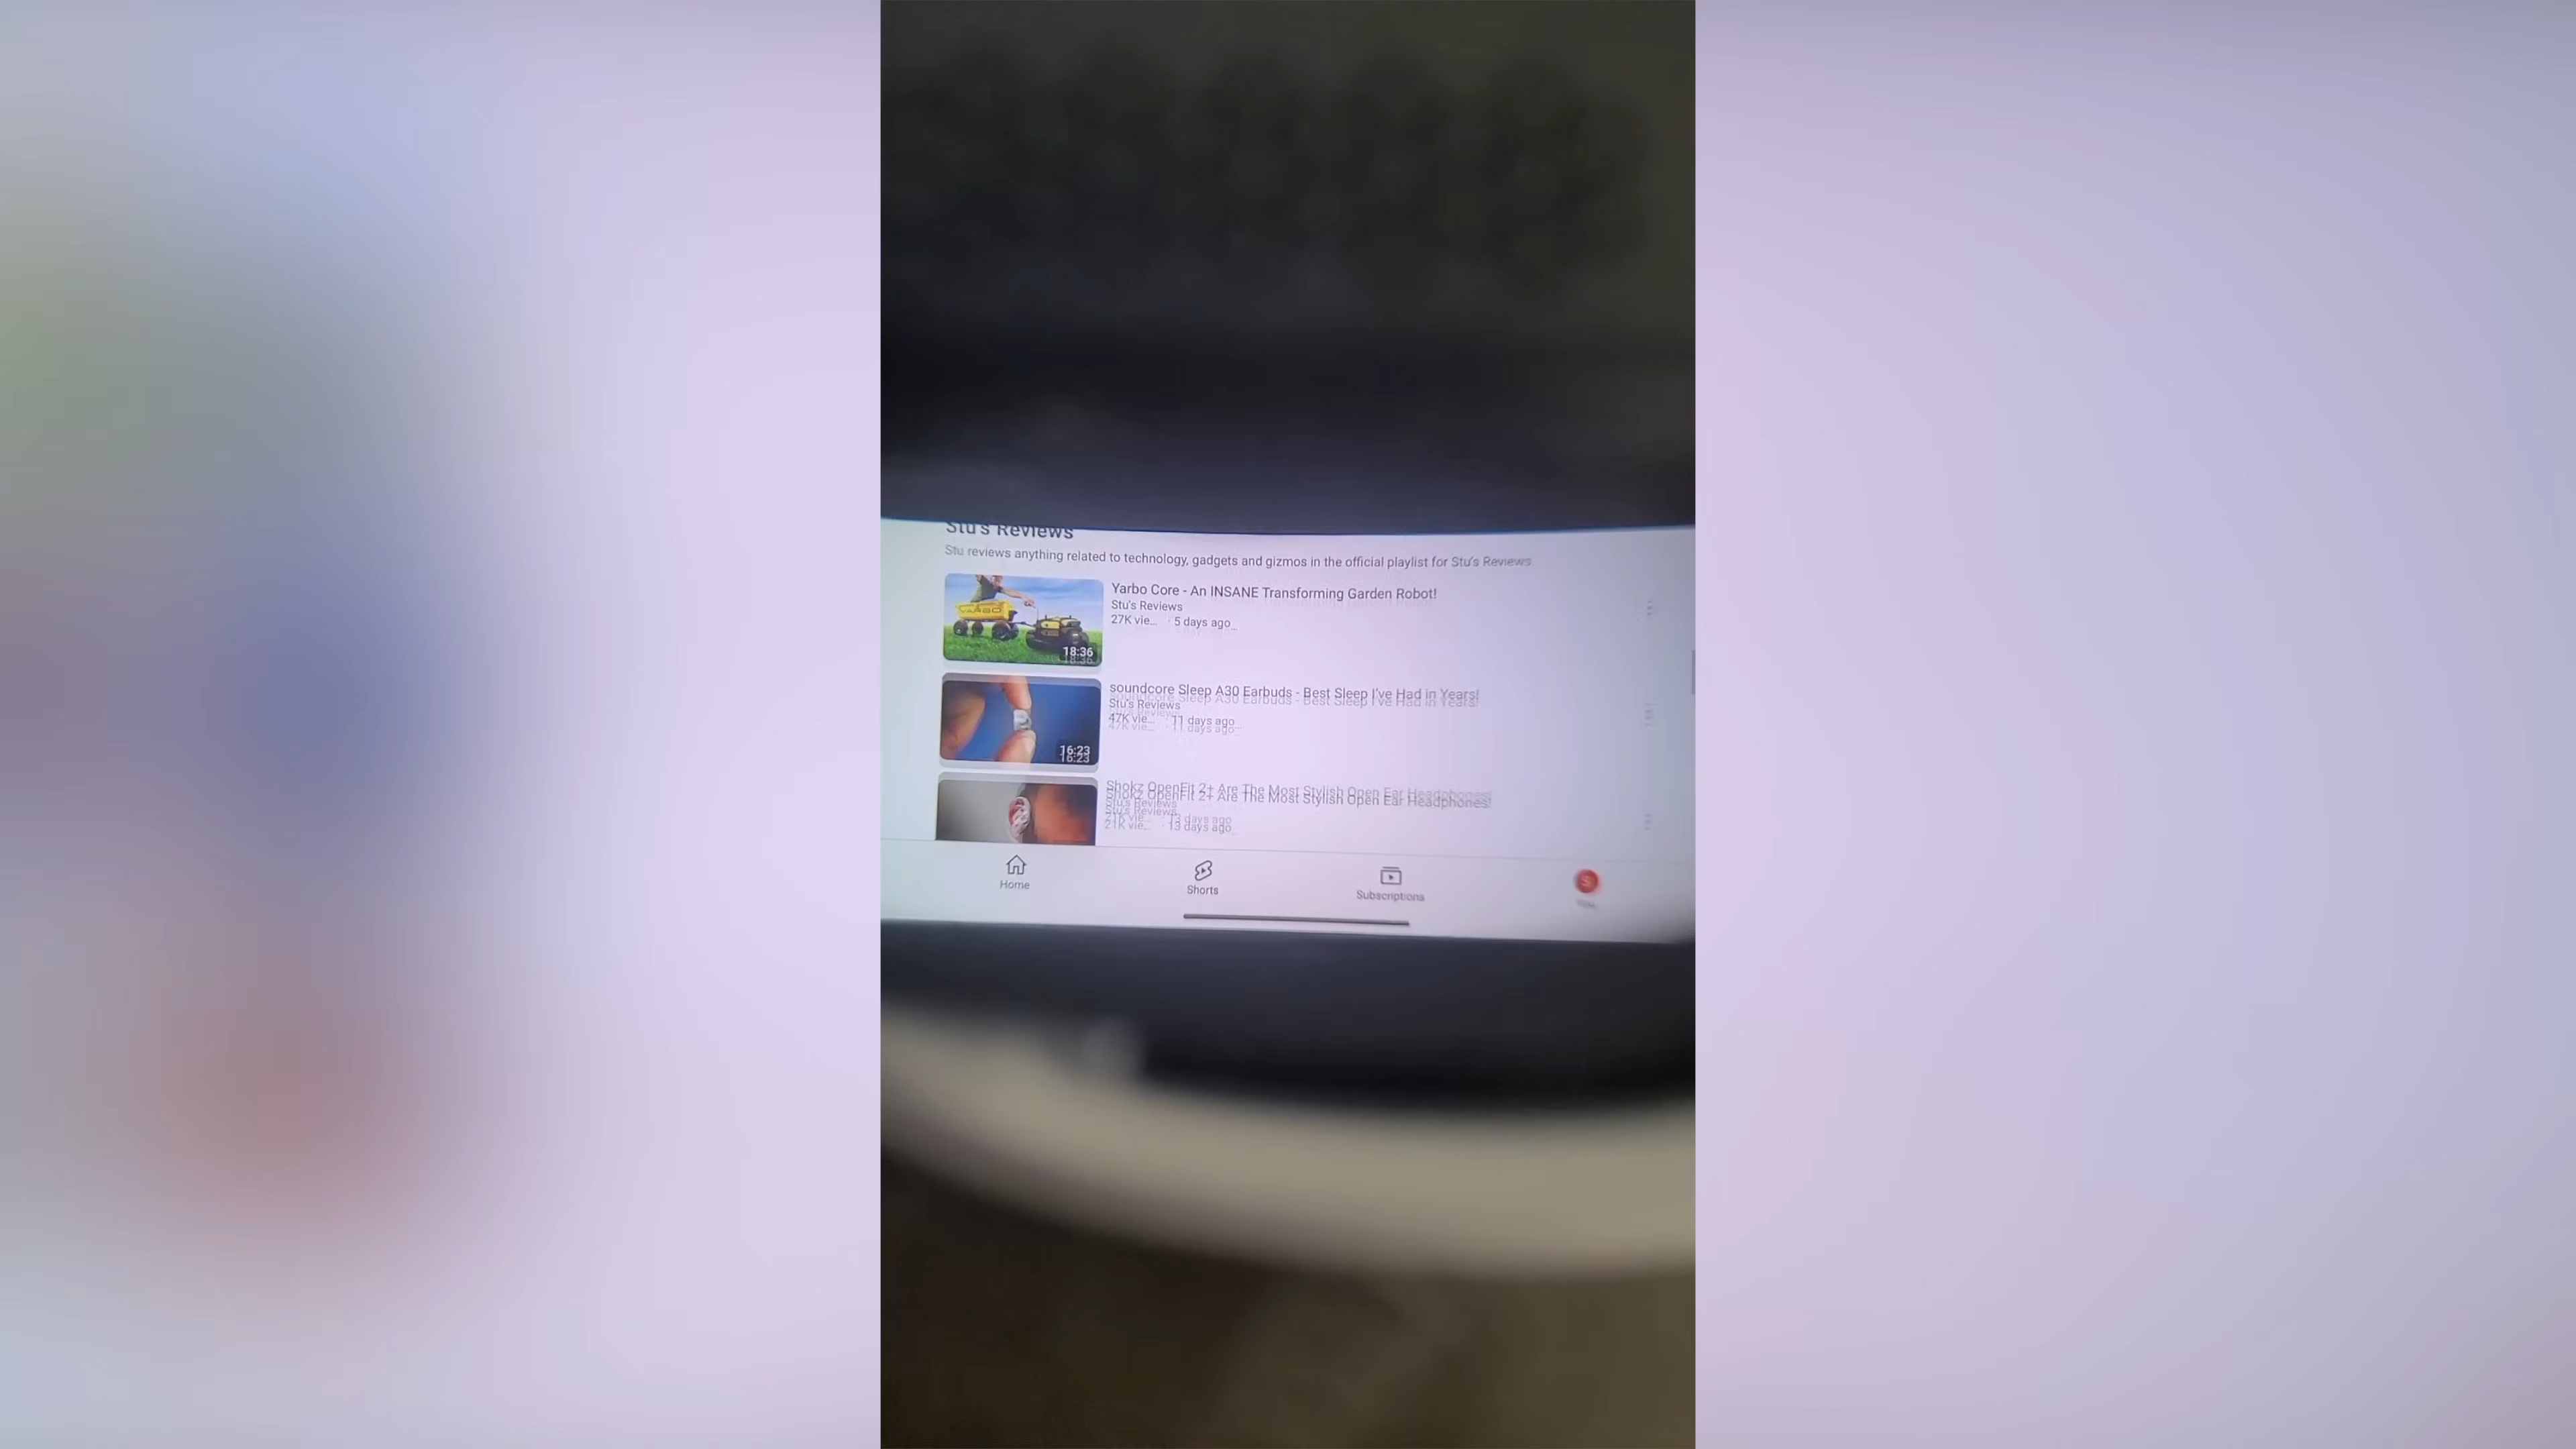 Stu's Reviews
Stu reviews anything related to technology, gadgets and gizmos in the official playlist for Stu's Reviews.
YARBO
18:36
Yarbo Core - An INSANE Transforming Garden Robot!
Stu's Reviews
27K vie... · 5 days ago
16:23
soundcore Sleep A30 Earbuds - Best Sleep I've Had in Years!
Stu's Reviews
47K vie... · 11 days ago
Shokz OpenFit 2+ Are The Most Stylish Open Ear Headphones!
Stu's Reviews
21K vie... · 13 days ago
Home
Shorts
Subscriptions
S